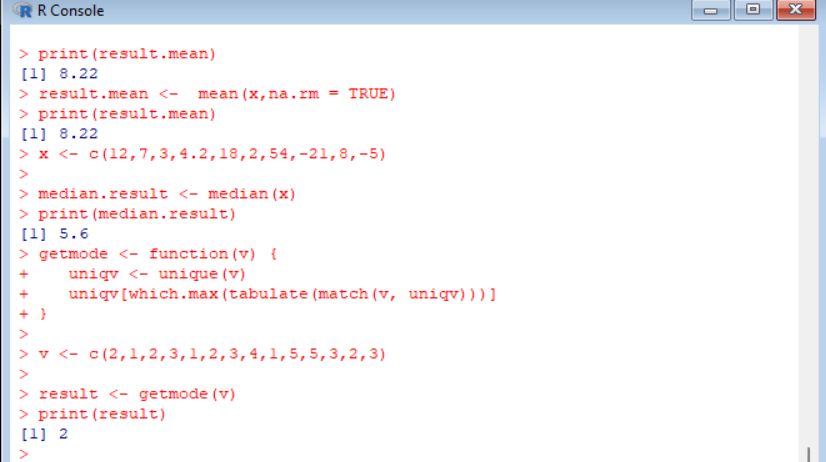 R Console
> print(result.mean)
[1] 8.22
> result.mean <-  mean(x,na.rm = TRUE)
> print(result.mean)
[1] 8.22
> x <- c(12,7,3,4.2,18,2,54,-21,8,-5)
>
> median.result <- median(x)
> print(median.result)
[1] 5.6
> getmode <- function(v) {
+    uniqv <- unique(v)
+    uniqv[which.max(tabulate(match(v, uniqv)))]
+ }
>
> v <- c(2,1,2,3,1,2,3,4,1,5,5,3,2,3)
>
> result <- getmode(v)
> print(result)
[1] 2
>